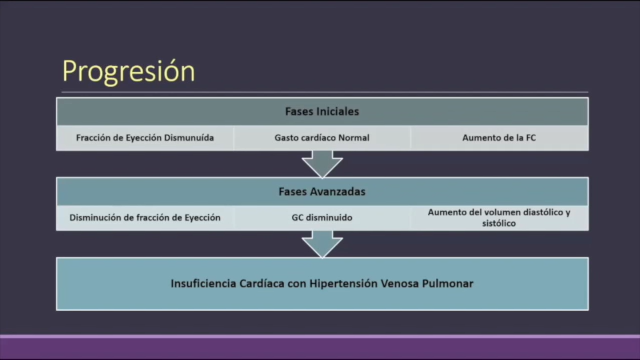 Progresión
Fases Iniciales
Fracción de Eyección Dismunuída
Gasto cardíaco Normal
Aumento de la FC
Fases Avanzadas
Disminución de fracción de Eyección
GC disminuido
Aumento del volumen diastólico y
sistólico
Insuficiencia Cardíaca con Hipertensión Venosa Pulmonar